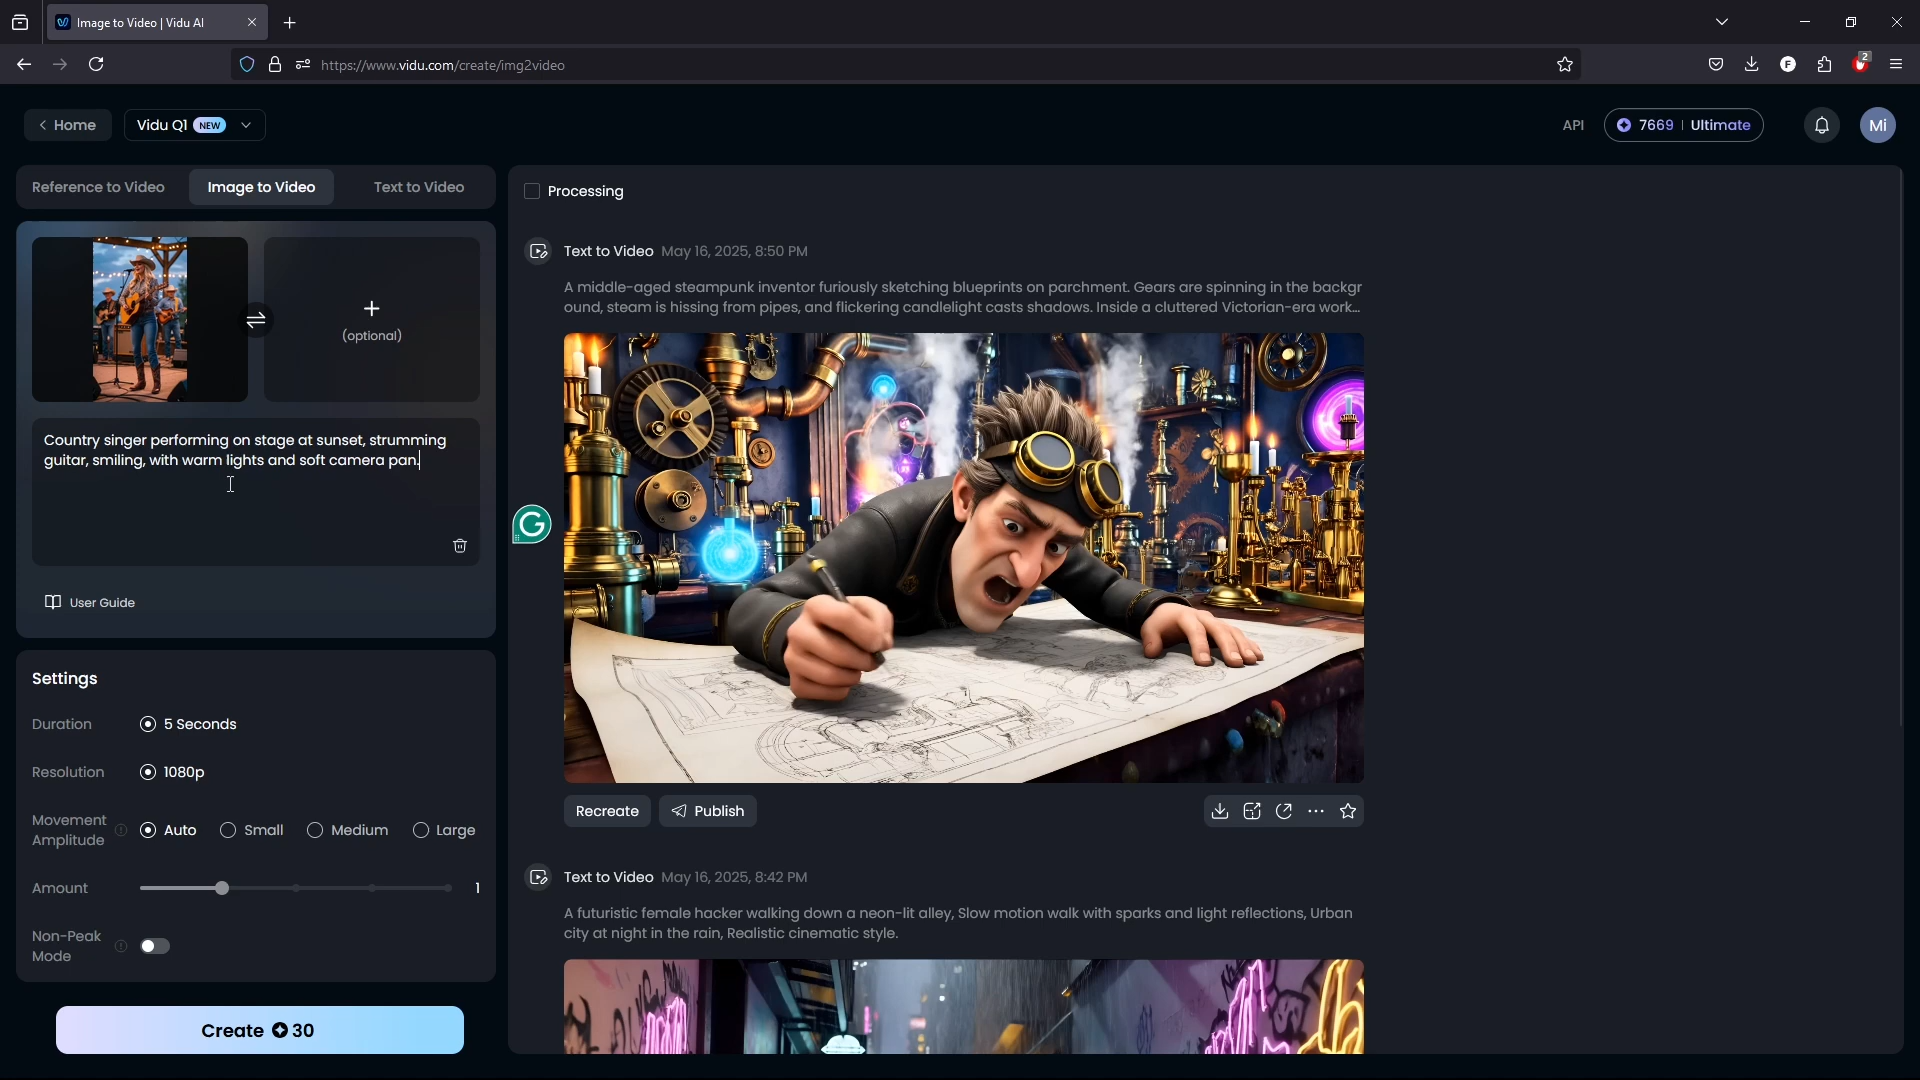 Image to Video | Vidu AI
https://www.vidu.com/create/img2video
2
Home
Vidu Q1 NEW
API
7669 | Ultimate
Mi
Reference to Video
Image to Video
Text to Video
(optional)
Country singer performing on stage at sunset, strumming
guitar, smiling, with warm lights and soft camera pan.
User Guide
Settings
Duration
5 Seconds
Resolution
1080p
Movement
Amplitude
Auto
Small
Medium
Large
Amount
1
Non-Peak
Mode
Create 30
Processing
Text to Video May 16, 2025, 8:50 PM
A middle-aged steampunk inventor furiously sketching blueprints on parchment. Gears are spinning in the backgr
ound, steam is hissing from pipes, and flickering candlelight casts shadows. Inside a cluttered Victorian-era work...
Recreate
Publish
Text to Video May 16, 2025, 8:42 PM
A futuristic female hacker walking down a neon-lit alley, Slow motion walk with sparks and light reflections, Urban
city at night in the rain, Realistic cinematic style.